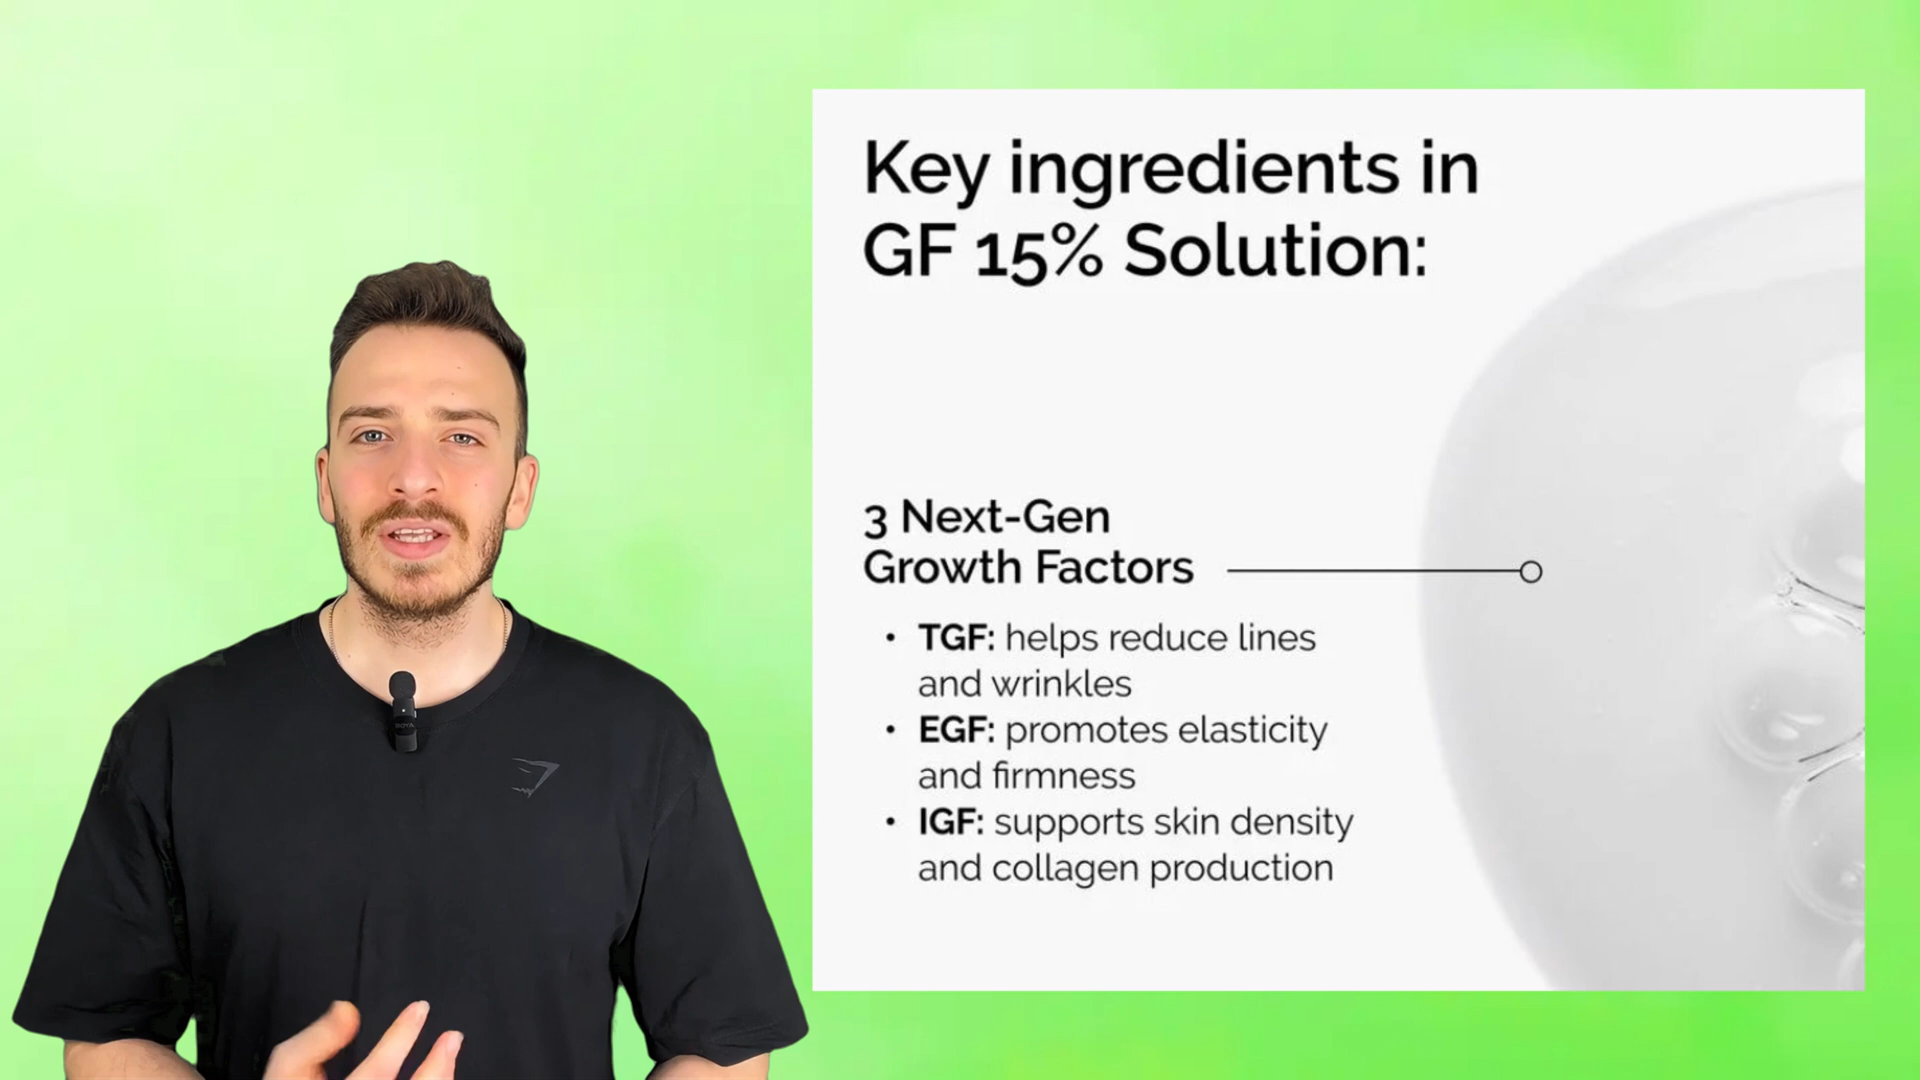 Key ingredients in
GF 15% Solution:
3 Next-Gen
Growth Factors
• TGF: helps reduce lines
and wrinkles
• EGF: promotes elasticity
and firmness
• IGF: supports skin density
and collagen production